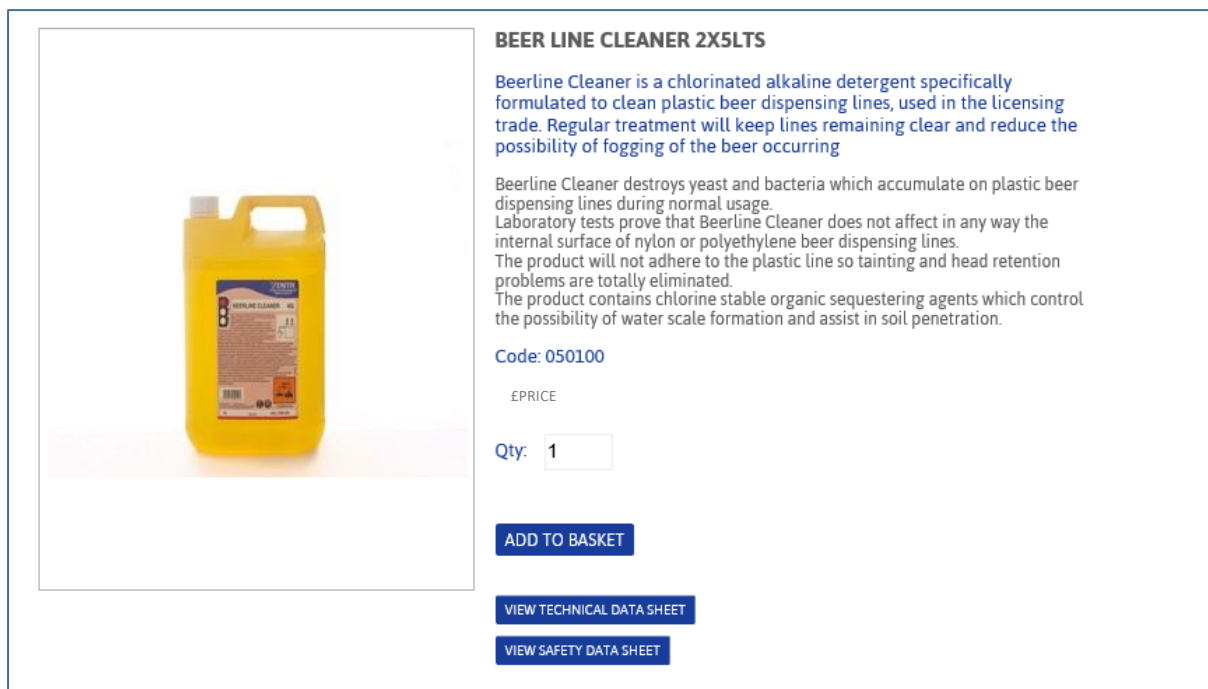 BEER LINE CLEANER 2X5LTS
Beerline Cleaner is a chlorinated alkaline detergent specifically
formulated to clean plastic beer dispensing lines, used in the licensing
trade. Regular treatment will keep lines remaining clear and reduce the
possibility of fogging of the beer occurring
Beerline Cleaner destroys yeast and bacteria which accumulate on plastic beer
dispensing lines during normal usage.
Laboratory tests prove that Beerline Cleaner does not affect in any way the
internal surface of nylon or polyethylene beer dispensing lines.
The product will not adhere to the plastic line so tainting and head retention
problems are totally eliminated.
The product contains chlorine stable organic sequestering agents which control
the possibility of water scale formation and assist in soil penetration.
Code: 050100
£PRICE
Qty: 1
ADD TO BASKET
VIEW TECHNICAL DATA SHEET
VIEW SAFETY DATA SHEET
ZENITH
BEERLINE CLEANER